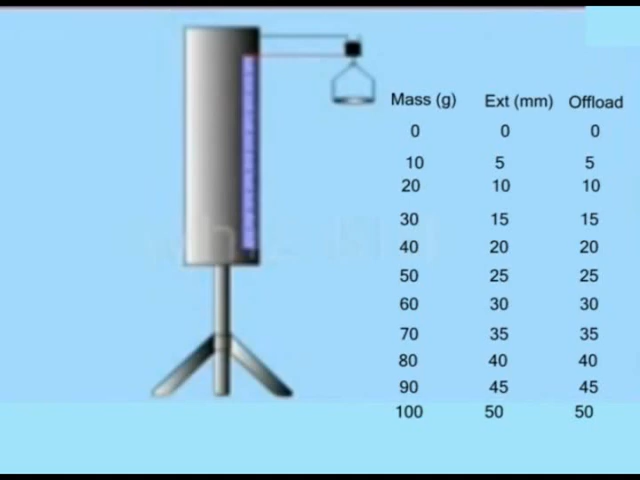 Mass (g) Ext (mm) Offload
0 0 0
10 5 5
20 10 10
30 15 15
40 20 20
50 25 25
60 30 30
70 35 35
80 40 40
90 45 45
100 50 50